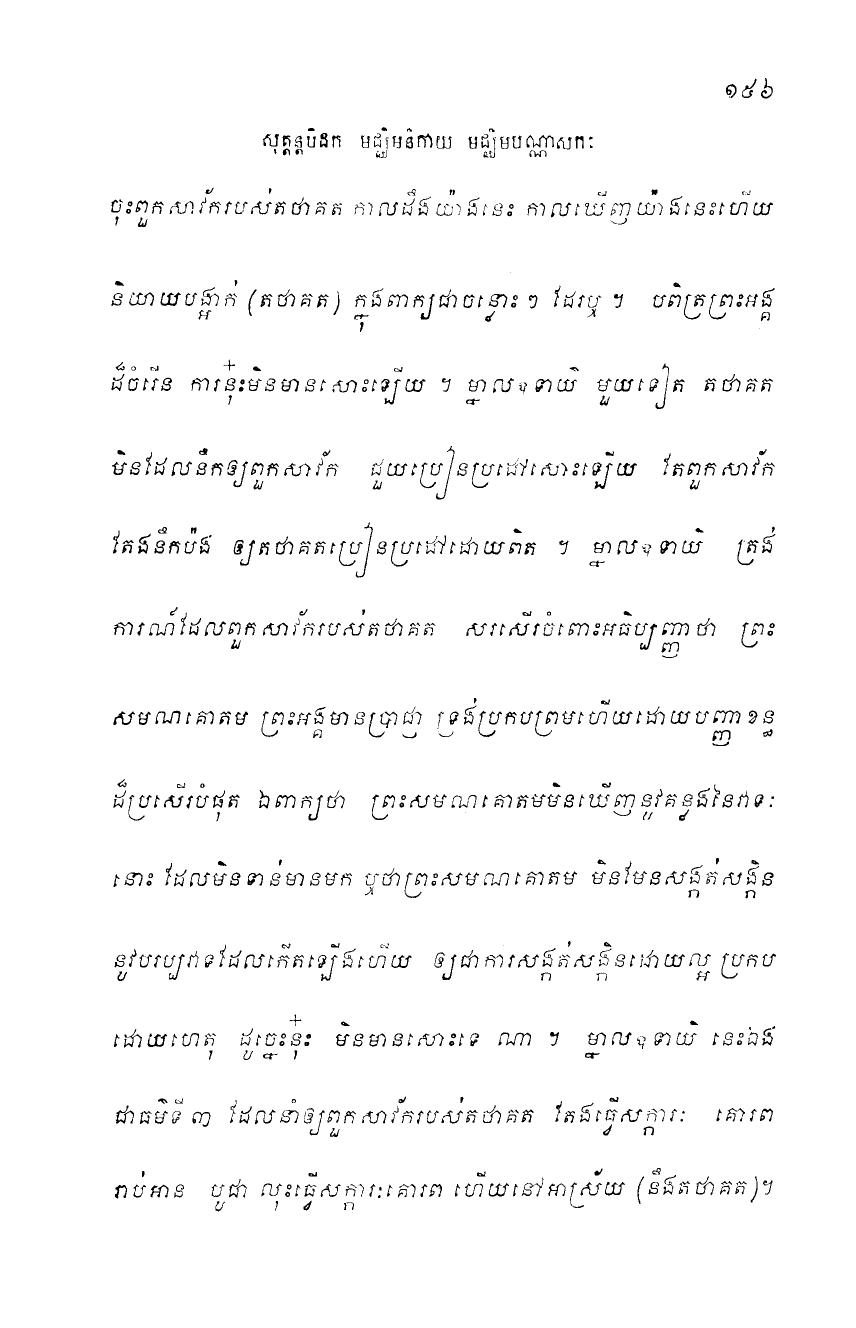 ១៥៦
សុត្តន្តបិដក មជ្ឈិមនិកាយ មជ្ឈិមបណ្ណាសកៈ
ចុះពួកសាវ័ករបស់តថាគត កាលដឹងយ៉ាងនេះ កាលឃើញយ៉ាងនេះហើយ
និយាយបង្អាក់ (តថាគត) ក្នុងពាក្យជាចន្លោះៗ ដែរឬ ។ បពិត្រព្រះអង្គ
ដ៏ចំរើន ការនុ៎ះមិនមានសោះឡើយ ។ ម្នាលឧទាយិ មួយទៀត តថាគត
មិនដែលនឹកឲ្យពួកសាវ័ក ជួយប្រៀនប្រដៅសោះឡើយ តែពួកសាវ័ក
តែងនឹកប៉ង ឲ្យតថាគតប្រៀនប្រដៅដោយពិត ។ ម្នាលឧទាយិ ត្រង់
ការណ៍ដែលពួកសាវ័ករបស់តថាគត សរសើរចំពោះអធិប្បញ្ញាថា ព្រះ
សមណគោតម ព្រះអង្គមានប្រាជ្ញា ទ្រង់ប្រកបព្រមហើយដោយបញ្ញាខន្ធ
ដ៏ប្រសើរបំផុត ឯពាក្យថា ព្រះសមណគោតមមិនឃើញនូវគន្លងនៃវាទៈ
នោះ ដែលមិនទាន់មានមក ឬថាព្រះសមណគោតម មិនមែនសង្កត់សង្កិន
នូវបរប្បវាទដែលកើតឡើងហើយ ឲ្យជាការសង្កត់សង្កិនដោយល្អ ប្រកប
ដោយហេតុ ដូច្នេះនុ៎ះ មិនមានសោះទេ ណា ។ ម្នាលឧទាយិ នេះឯង
ជាធម៌ទី ៣ ដែលនាំឲ្យពួកសាវ័ករបស់តថាគត តែងធ្វើសក្ការៈ គោរព
រាប់អាន បូជា លុះធ្វើសក្ការៈគោរព ហើយនៅអាស្រ័យ (នឹងតថាគត)។